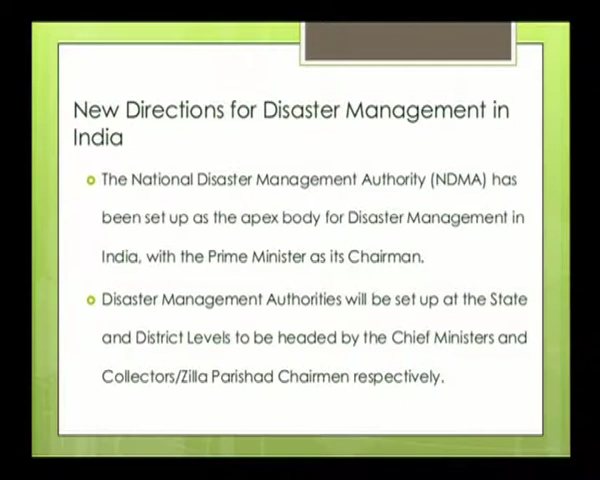 New Directions for Disaster Management in
India
The National Disaster Management Authority (NDMA) has
been set up as the apex body for Disaster Management in
India, with the Prime Minister as its Chairman.
Disaster Management Authorities will be set up at the State
and District Levels to be headed by the Chief Ministers and
Collectors/Zilla Parishad Chairmen respectively.